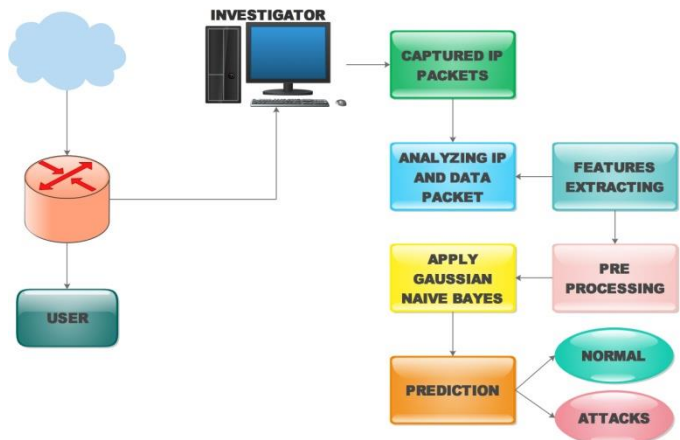 INVESTIGATOR
CAPTURED IP
PACKETS
ANALYZING IP
AND DATA
PACKET
FEATURES
EXTRACTING
APPLY
GAUSSIAN
NAIVE BAYES
PRE
PROCESSING
USER
PREDICTION
NORMAL
ATTACKS